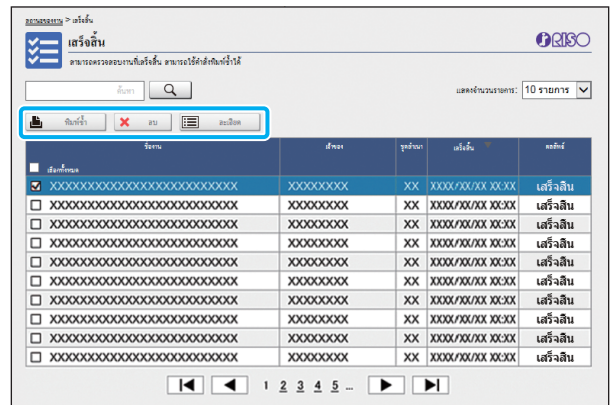 สถานะของงาน > เสร็จสิ้น
เสร็จสิ้น
RISO
สามารถตรวจสอบงานที่เสร็จสิ้น สามารถใช้คำสั่งพิมพ์ซ้ำได้
ค้นหา
แสดงจำนวนรายการ: 10 รายการ
พิมพ์ซ้ำ ลบ ละเอียด
ชื่องาน เจ้าของ ชุดสำเนา เสร็จสิ้น ผลลัพธ์
เลือกทั้งหมด
XXXXXXXXXXXXXXXXXXXXXXXXXX XXXXXXXX XX XXXX/XX/XX XX:XX เสร็จสิ้น
XXXXXXXXXXXXXXXXXXXXXXXXXX XXXXXXXX XX XXXX/XX/XX XX:XX เสร็จสิ้น
XXXXXXXXXXXXXXXXXXXXXXXXXX XXXXXXXX XX XXXX/XX/XX XX:XX เสร็จสิ้น
XXXXXXXXXXXXXXXXXXXXXXXXXX XXXXXXXX XX XXXX/XX/XX XX:XX เสร็จสิ้น
XXXXXXXXXXXXXXXXXXXXXXXXXX XXXXXXXX XX XXXX/XX/XX XX:XX เสร็จสิ้น
XXXXXXXXXXXXXXXXXXXXXXXXXX XXXXXXXX XX XXXX/XX/XX XX:XX เสร็จสิ้น
XXXXXXXXXXXXXXXXXXXXXXXXXX XXXXXXXX XX XXXX/XX/XX XX:XX เสร็จสิ้น
XXXXXXXXXXXXXXXXXXXXXXXXXX XXXXXXXX XX XXXX/XX/XX XX:XX เสร็จสิ้น
XXXXXXXXXXXXXXXXXXXXXXXXXX XXXXXXXX XX XXXX/XX/XX XX:XX เสร็จสิ้น
XXXXXXXXXXXXXXXXXXXXXXXXXX XXXXXXXX XX XXXX/XX/XX XX:XX เสร็จสิ้น
1 2 3 4 5 ...